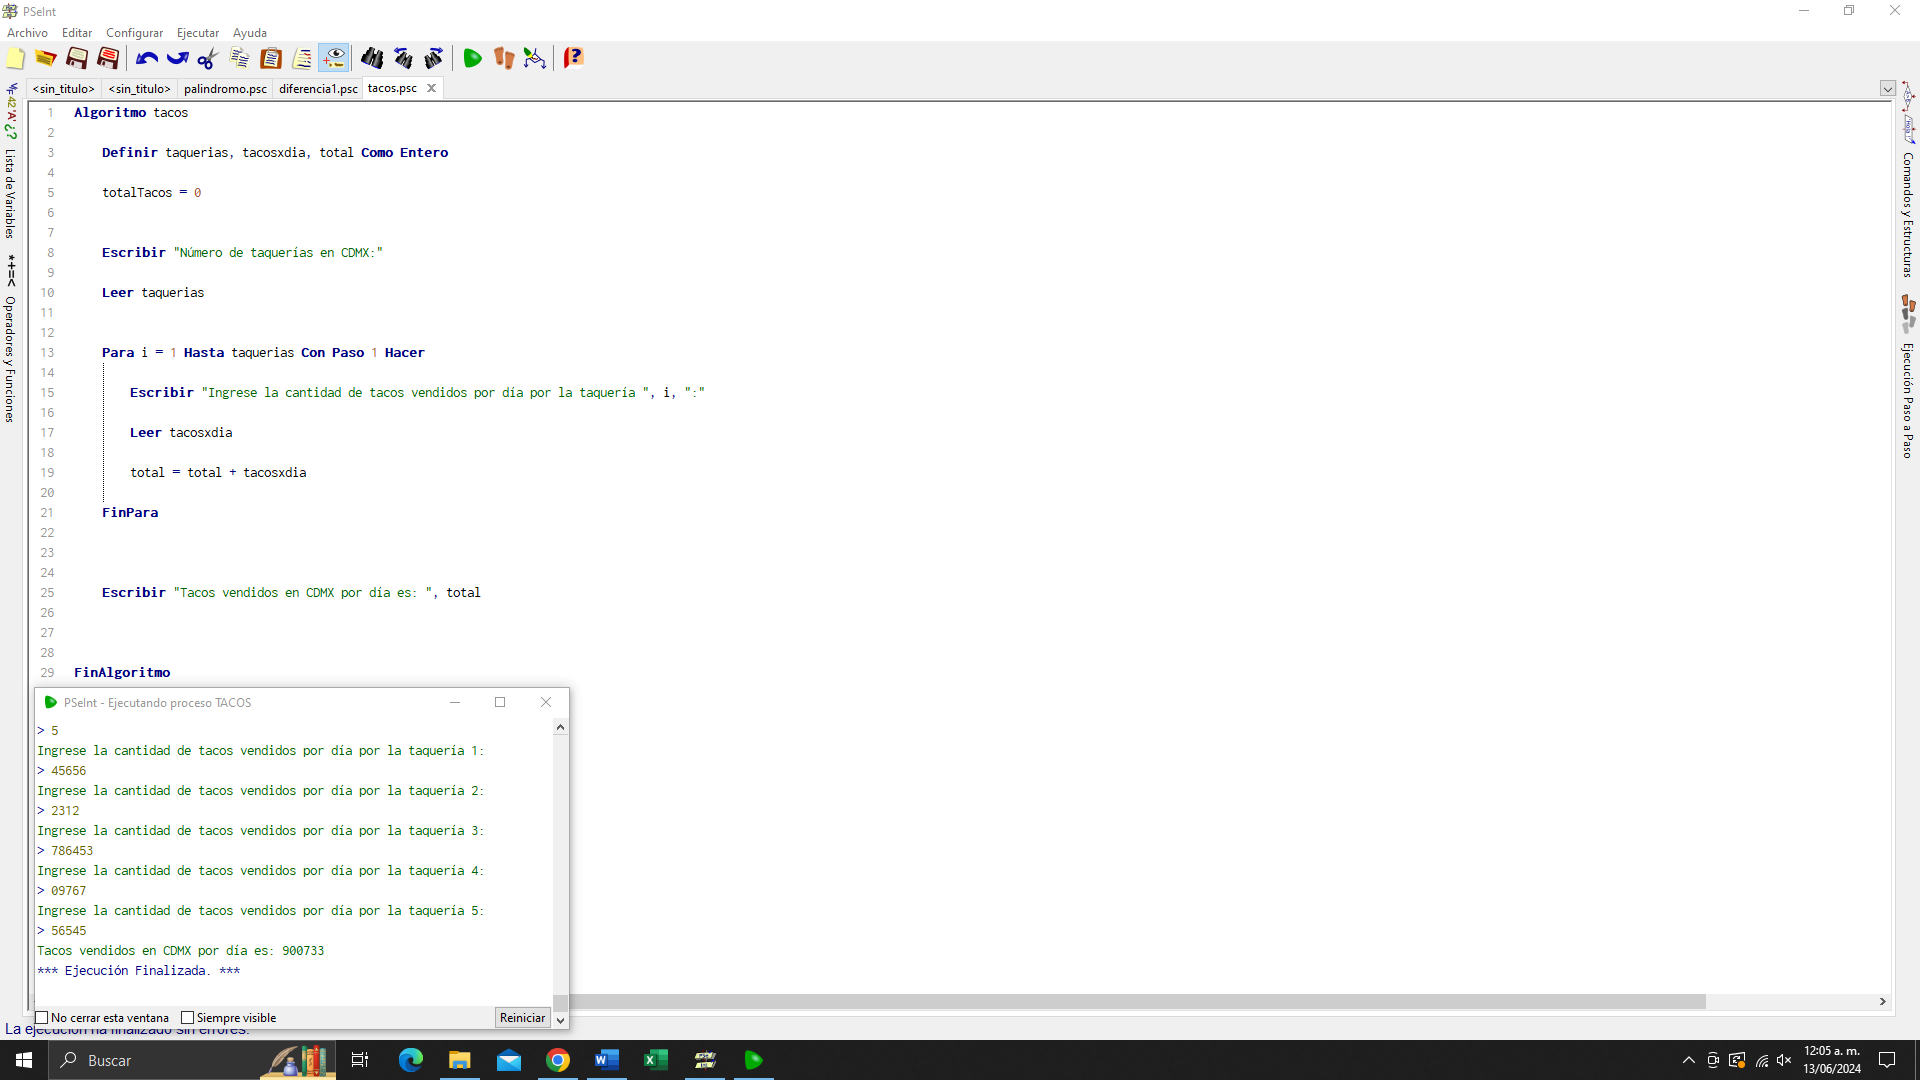 PSeInt
Archivo Editar Configurar Ejecutar Ayuda
<sin_titulo> <sin_titulo> palindromo.psc diferencia1.psc tacos.psc
1 Algoritmo tacos
2
3 Definir taquerias, tacosxdia, total Como Entero
4
5 totalTacos = 0
6
7
8 Escribir "Número de taquerías en CDMX:"
9
10 Leer taquerias
11
12
13 Para i = 1 Hasta taquerias Con Paso 1 Hacer
14
15 Escribir "Ingrese la cantidad de tacos vendidos por día por la taquería ", i, ":"
16
17 Leer tacosxdia
18
19 total = total + tacosxdia
20
21 FinPara
22
23
24
25 Escribir "Tacos vendidos en CDMX por día es: ", total
26
27
28
29 FinAlgoritmo
Lista de Variables
*+=< Operadores y Funciones
Comandos y Estructuras
Ejecución Paso a Paso
PSeInt - Ejecutando proceso TACOS
> 5
Ingrese la cantidad de tacos vendidos por día por la taquería 1:
> 45656
Ingrese la cantidad de tacos vendidos por día por la taquería 2:
> 2312
Ingrese la cantidad de tacos vendidos por día por la taquería 3:
> 786453
Ingrese la cantidad de tacos vendidos por día por la taquería 4:
> 09767
Ingrese la cantidad de tacos vendidos por día por la taquería 5:
> 56545
Tacos vendidos en CDMX por día es: 900733
*** Ejecución Finalizada. ***
No cerrar esta ventana Siempre visible Reiniciar
La ejecución ha finalizado sin errores.
Buscar
12:05 a. m.
13/06/2024